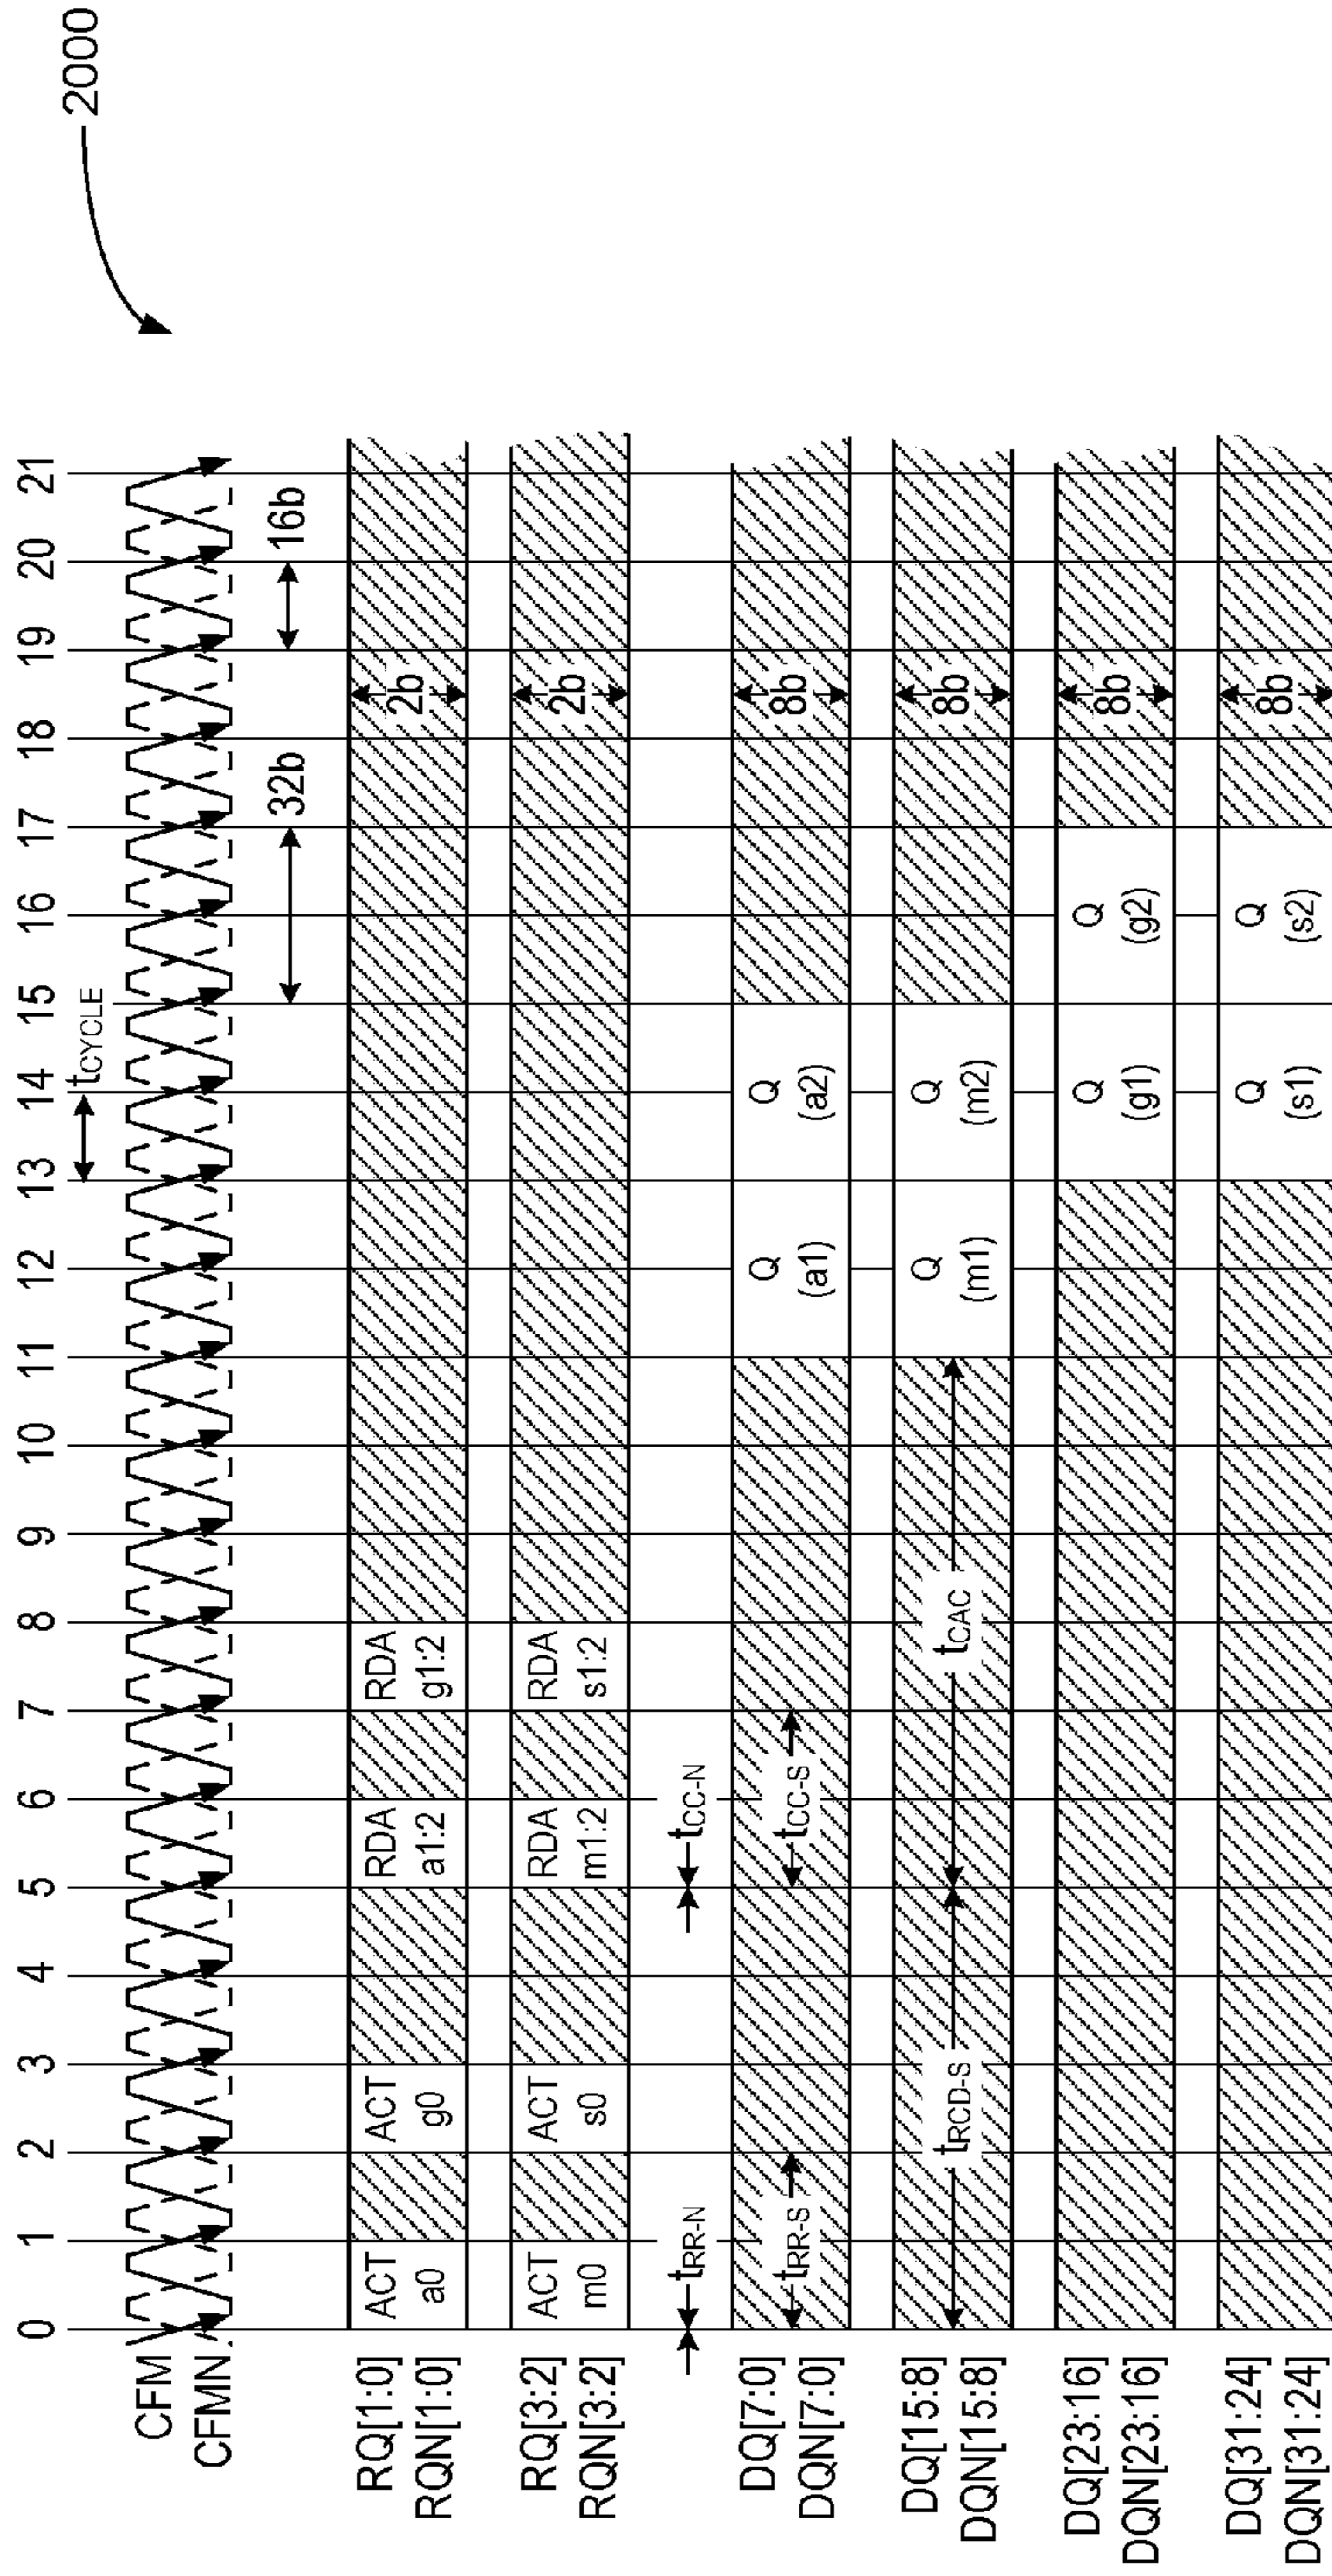 2000
0 1 2 3 4 5 6 7 8 9 10 11 12 13 14 15 16 17 18 19 20 21
tCYCLE
CFM
CFMN
32b 16b
RQ[1:0] ACT RDA RDA
RQN[1:0] a0 a1:2 g1:2 2b
ACT
g0
RQ[3:2] ACT ACT RDA RDA
RQN[3:2] m0 s0 m1:2 s1:2 2b
tRR-N tCC-N
DQ[7:0] Q Q
DQN[7:0] tRR-S tCC-S (a1) (a2) 8b
DQ[15:8] Q Q
DQN[15:8] tRCD-S tCAC (m1) (m2) 8b
DQ[23:16] Q Q
DQN[23:16] (g1) (g2) 8b
DQ[31:24] Q Q
DQN[31:24] (s1) (s2) 8b